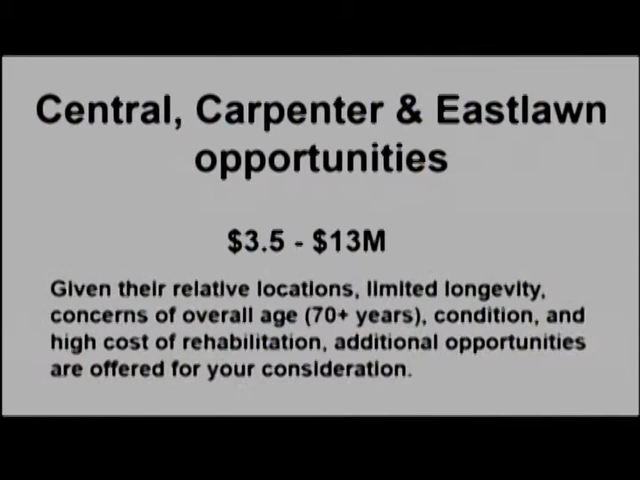 Central, Carpenter & Eastlawn
opportunities
$3.5 - $13M
Given their relative locations, limited longevity,
concerns of overall age (70+ years), condition, and
high cost of rehabilitation, additional opportunities
are offered for your consideration.